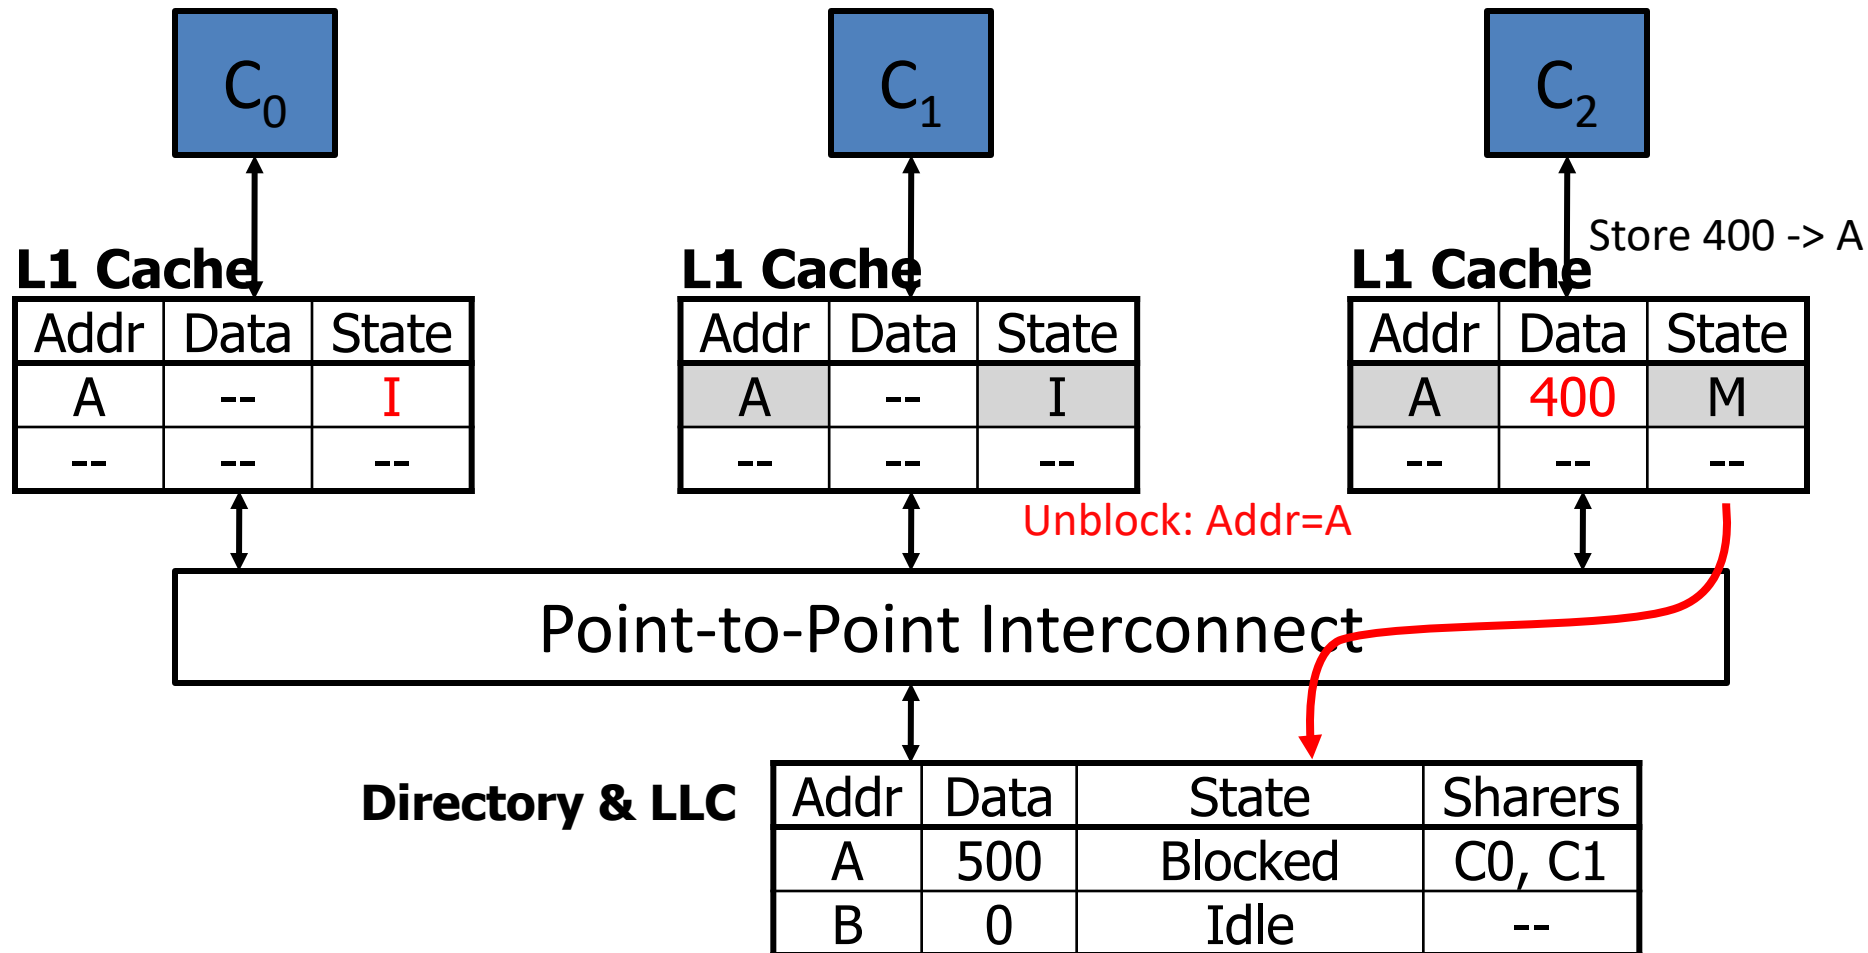 C0 C1 C2
Store 400 -> A
L1 Cache L1 Cache L1 Cache
Addr Data State Addr Data State Addr Data State
A -- I A -- I A 400 M
-- -- -- -- -- -- -- -- --
Unblock: Addr=A
Point-to-Point Interconnect
Directory & LLC Addr Data State Sharers
A 500 Blocked C0, C1
B 0 Idle --